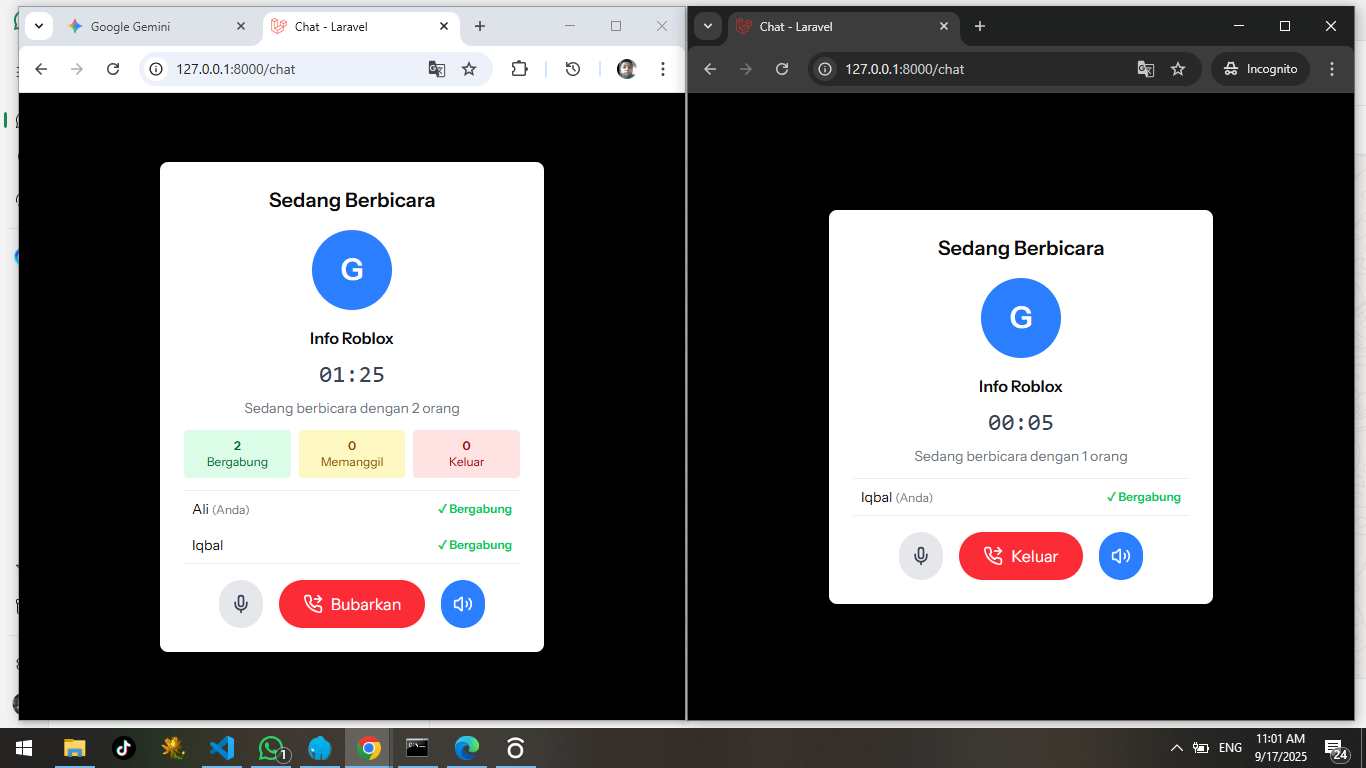 Google Gemini
Chat - Laravel
127.0.0.1:8000/chat
Sedang Berbicara
G
Info Roblox
01:25
Sedang berbicara dengan 2 orang
2
Bergabung
0
Memanggil
0
Keluar
Ali (Anda)
✓ Bergabung
Iqbal
✓ Bergabung
Bubarkan
Chat - Laravel
127.0.0.1:8000/chat
Incognito
Sedang Berbicara
G
Info Roblox
00:05
Sedang berbicara dengan 1 orang
Iqbal (Anda)
✓ Bergabung
Keluar
1
ENG
11:01 AM
9/17/2025
24